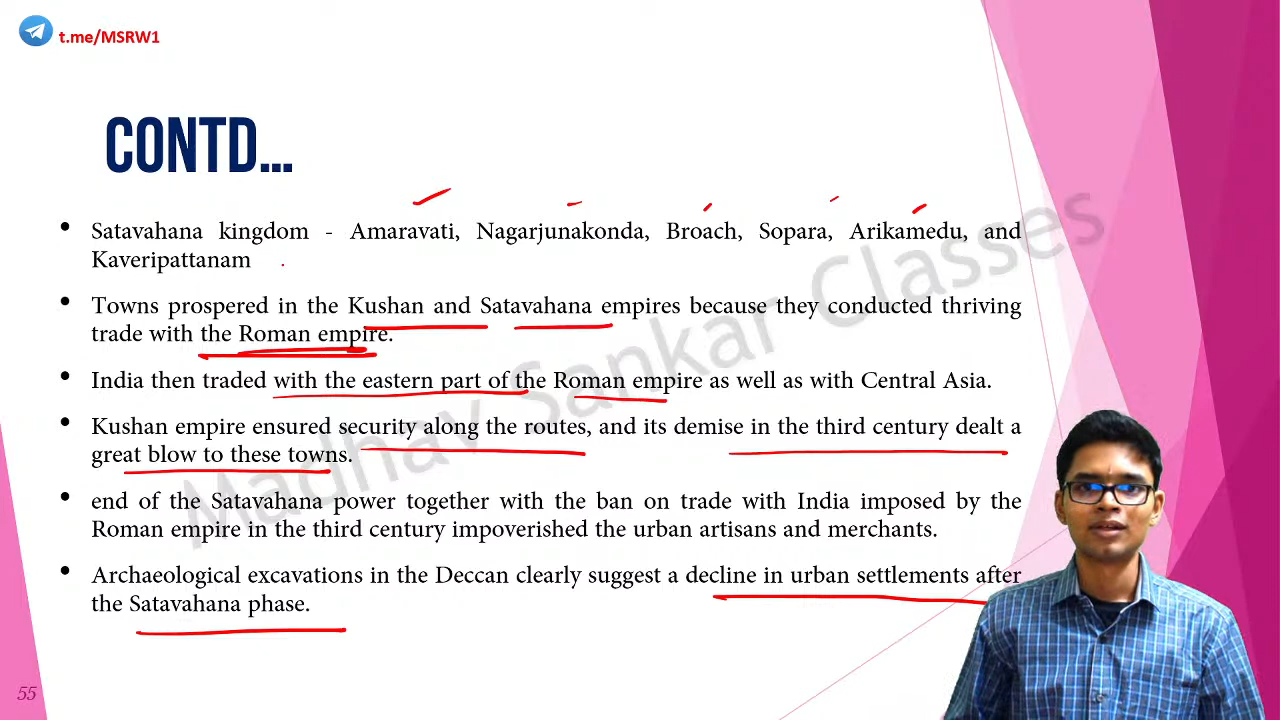 t.me/MSRW1
CONTD...
• Satavahana kingdom - Amaravati, Nagarjunakonda, Broach, Sopara, Arikamedu, and
Kaveripattanam
• Towns prospered in the Kushan and Satavahana empires because they conducted thriving
trade with the Roman empire.
• India then traded with the eastern part of the Roman empire as well as with Central Asia.
• Kushan empire ensured security along the routes, and its demise in the third century dealt a
great blow to these towns.
• end of the Satavahana power together with the ban on trade with India imposed by the
Roman empire in the third century impoverished the urban artisans and merchants.
• Archaeological excavations in the Deccan clearly suggest a decline in urban settlements after
the Satavahana phase.
Madhav Sankar Classes
55